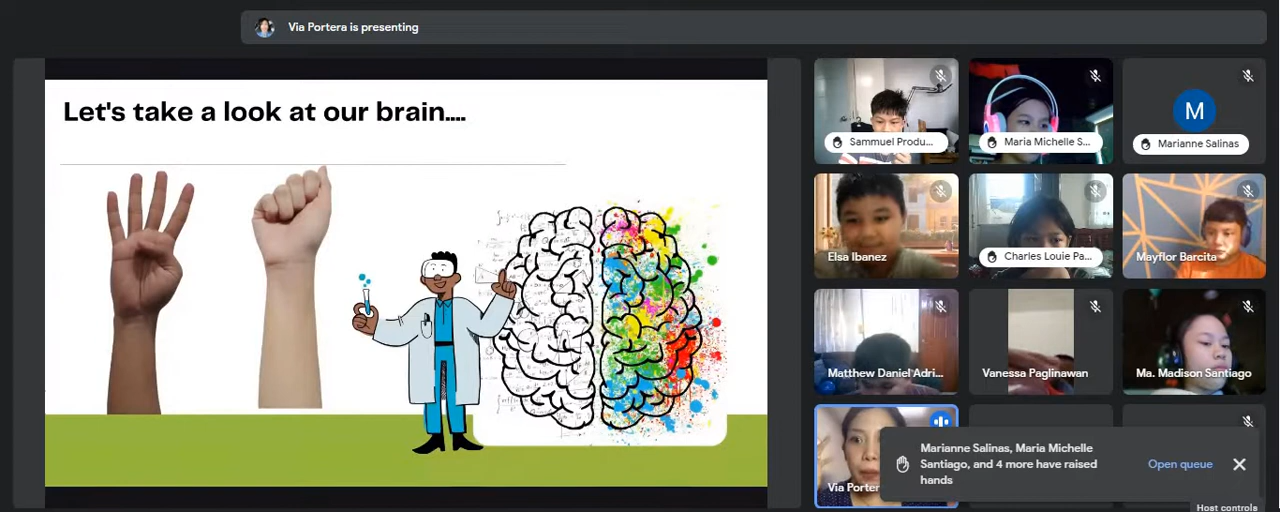 Via Portera is presenting
Let's take a look at our brain....
Sammuel Produ...
Maria Michelle S...
M
Marianne Salinas
Elsa Ibanez
Charles Louie Pa...
Mayflor Barcita
Matthew Daniel Adri...
Vanessa Paglinawan
Ma. Madison Santiago
Via Porter
Marianne Salinas, Maria Michelle
Santiago, and 4 more have raised
hands
Open queue
Host controls